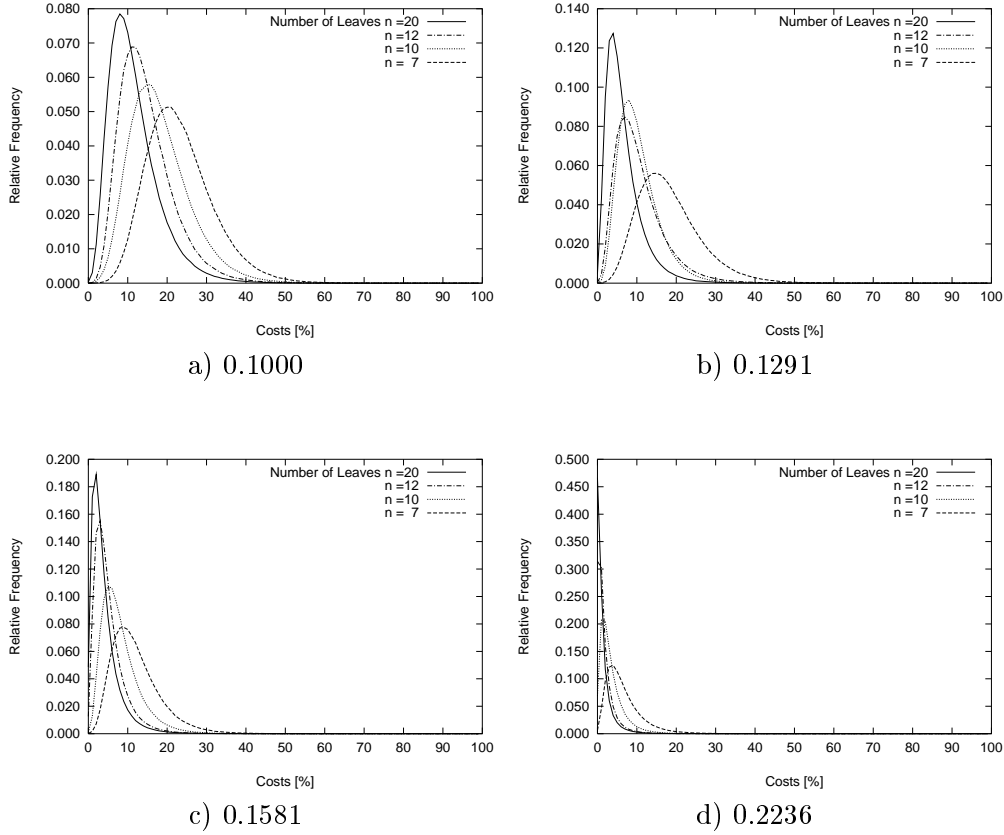 0.080
0.070
0.060
0.050
0.040
0.030
0.020
0.010
0.000
Relative Frequency
Number of Leaves n =20
n =12
n =10
n = 7
0 10 20 30 40 50 60 70 80 90 100
Costs [%]
a) 0.1000
0.140
0.120
0.100
0.080
0.060
0.040
0.020
0.000
Relative Frequency
Number of Leaves n =20
n =12
n =10
n = 7
0 10 20 30 40 50 60 70 80 90 100
Costs [%]
b) 0.1291
0.200
0.180
0.160
0.140
0.120
0.100
0.080
0.060
0.040
0.020
0.000
Relative Frequency
Number of Leaves n =20
n =12
n =10
n = 7
0 10 20 30 40 50 60 70 80 90 100
Costs [%]
c) 0.1581
0.500
0.450
0.400
0.350
0.300
0.250
0.200
0.150
0.100
0.050
0.000
Relative Frequency
Number of Leaves n =20
n =12
n =10
n = 7
0 10 20 30 40 50 60 70 80 90 100
Costs [%]
d) 0.2236